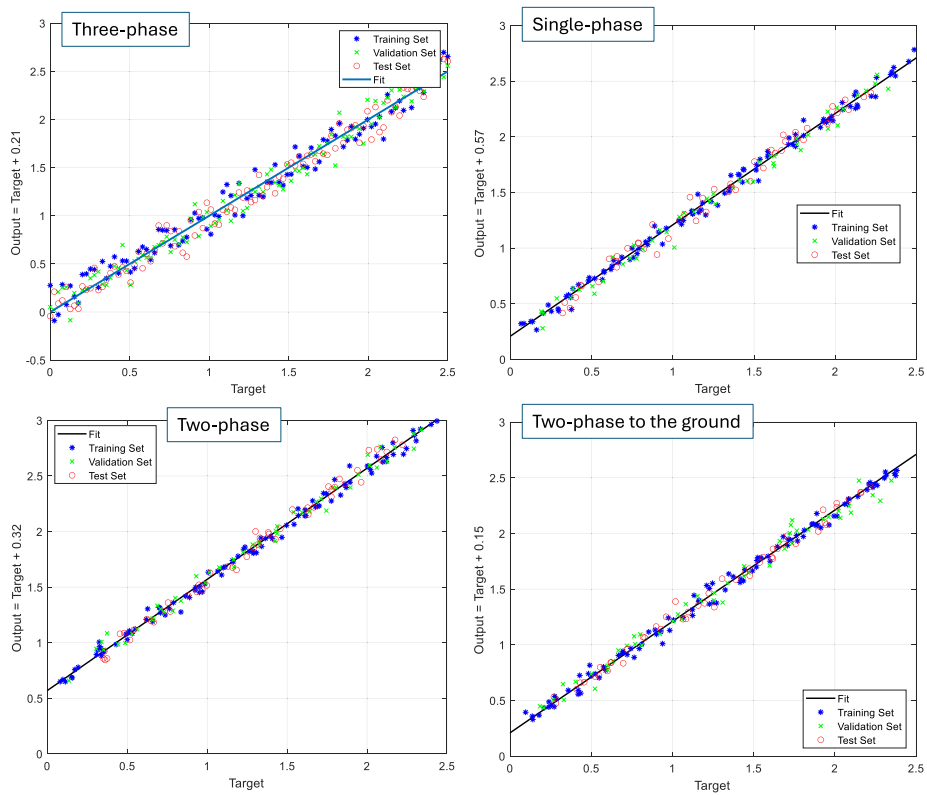 Three-phase
Training Set
Validation Set
Test Set
Fit
3
2.5
2
1.5
1
0.5
0
-0.5
Output = Target + 0.21
0
0.5
1
1.5
2
2.5
Target
Single-phase
3
2.5
2
1.5
1
0.5
0
Output = Target + 0.57
Fit
Training Set
Validation Set
Test Set
0
0.5
1
1.5
2
2.5
Target
Two-phase
Fit
Training Set
Validation Set
Test Set
3
2.5
2
1.5
1
0.5
0
Output = Target + 0.32
0
0.5
1
1.5
2
2.5
Target
Two-phase to the ground
3
2.5
2
1.5
1
0.5
0
Output = Target + 0.15
Fit
Training Set
Validation Set
Test Set
0
0.5
1
1.5
2
2.5
Target